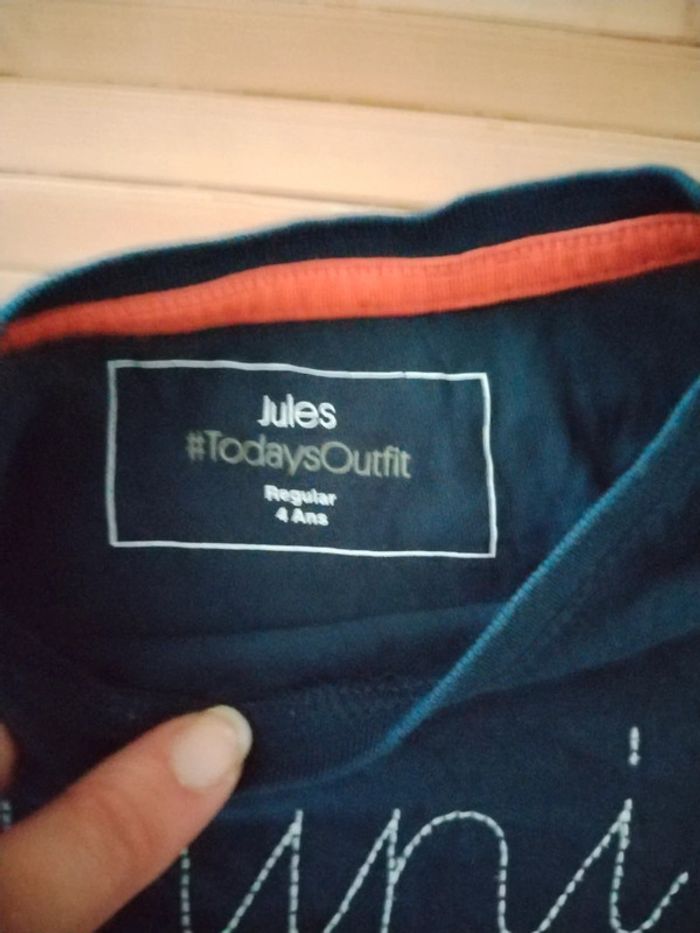 Jules
#TodaysOutfit
Regular
4 Ans